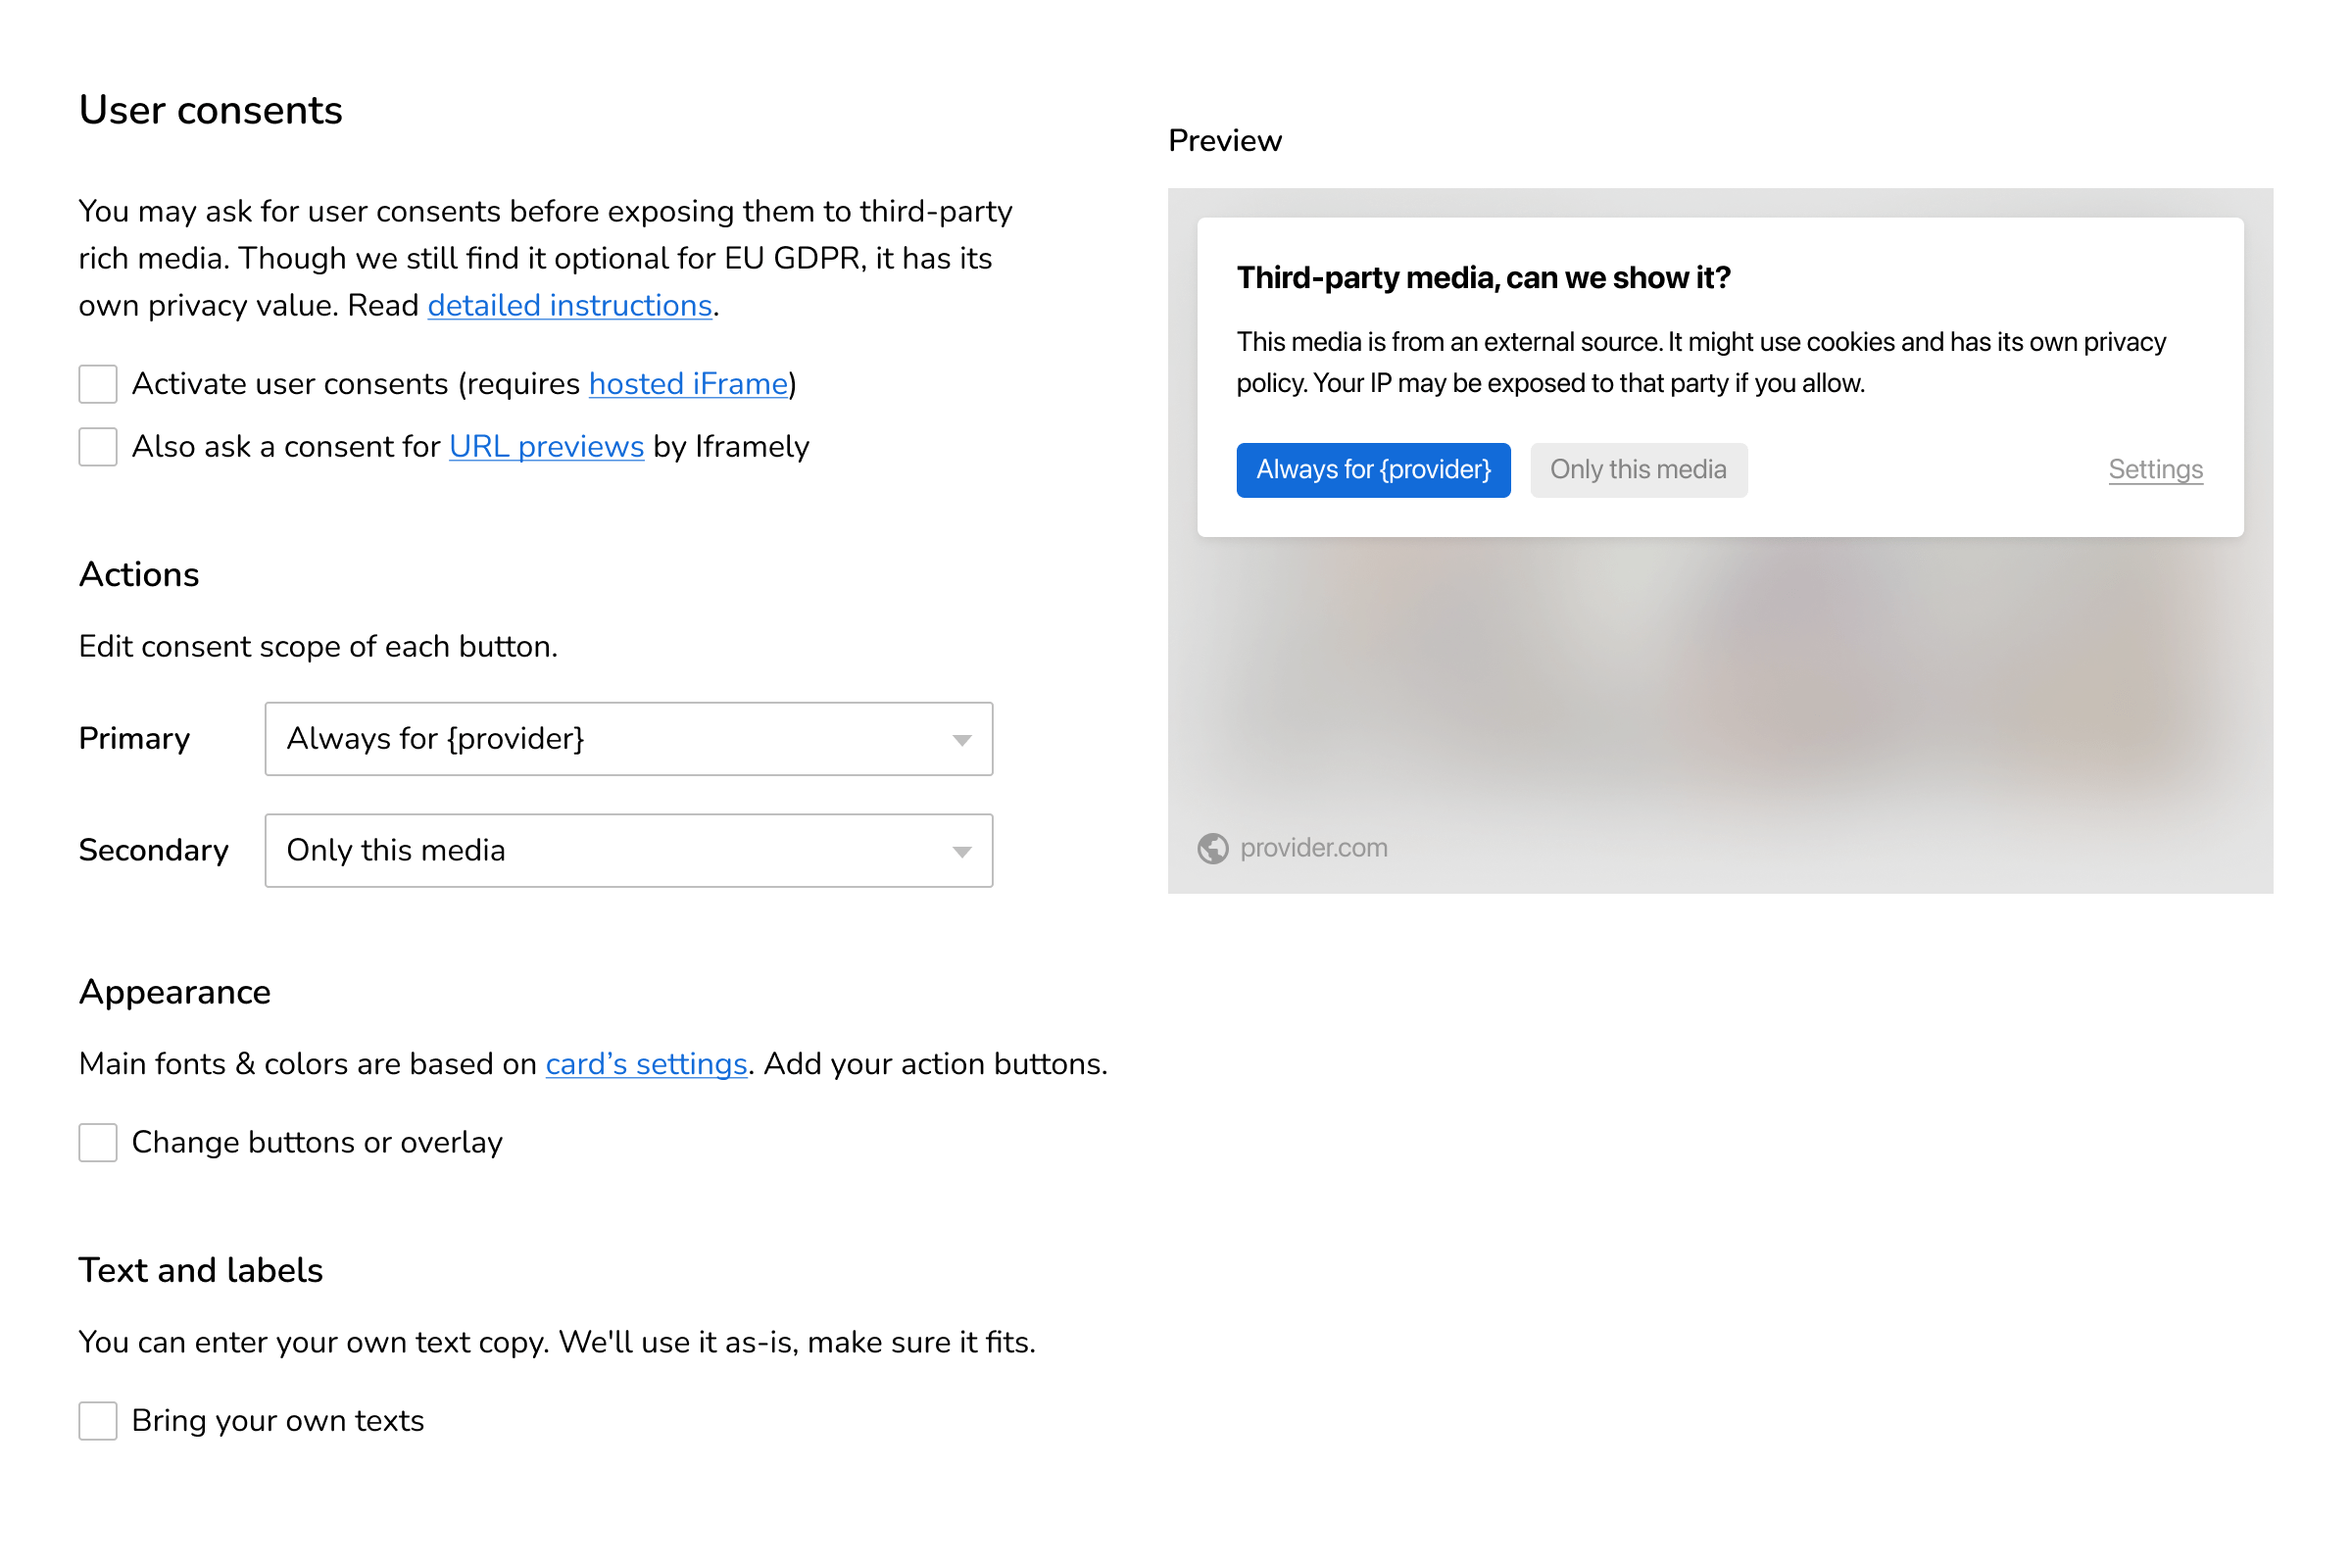 User consents
You may ask for user consents before exposing them to third-party
rich media. Though we still find it optional for EU GDPR, it has its
own privacy value. Read detailed instructions.
Activate user consents (requires hosted iFrame)
Also ask a consent for URL previews by Iframely
Actions
Edit consent scope of each button.
Primary
Always for {provider}
Secondary
Only this media
Appearance
Main fonts & colors are based on card’s settings. Add your action buttons.
Change buttons or overlay
Text and labels
You can enter your own text copy. We'll use it as-is, make sure it fits.
Bring your own texts
Preview
Third-party media, can we show it?
This media is from an external source. It might use cookies and has its own privacy
policy. Your IP may be exposed to that party if you allow.
Always for {provider}
Only this media
Settings
provider.com